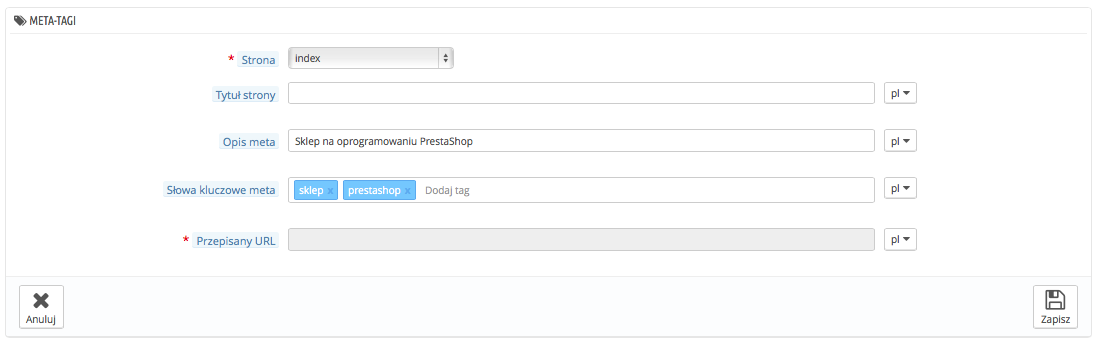 META-TAGI
* Strona index
Tytuł strony pl
Opis meta Sklep na oprogramowaniu PrestaShop pl
Słowa kluczowe meta sklep x prestashop x Dodaj tag pl
* Przepisany URL pl
Anuluj Zapisz